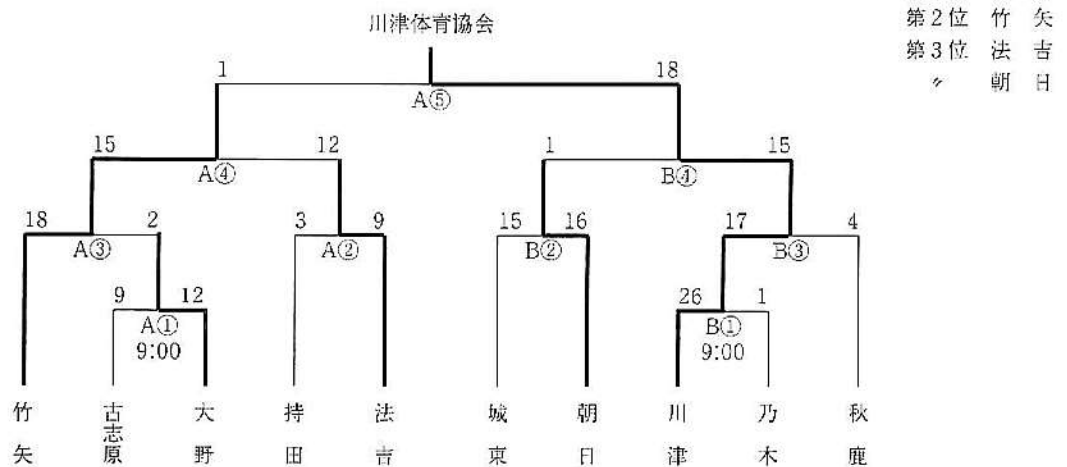 川津体育協会
第2位 竹矢
第3位 法吉
〃 朝日
1 18
A⑤
15 12 1 15
A④ B④
18 2 3 9 15 16 17 4
A③ A② B② B③
9 12 26 1
A① B①
9:00 9:00
竹矢 古志原 大野 持田 法吉 城東 朝日 川津 乃木 秋鹿